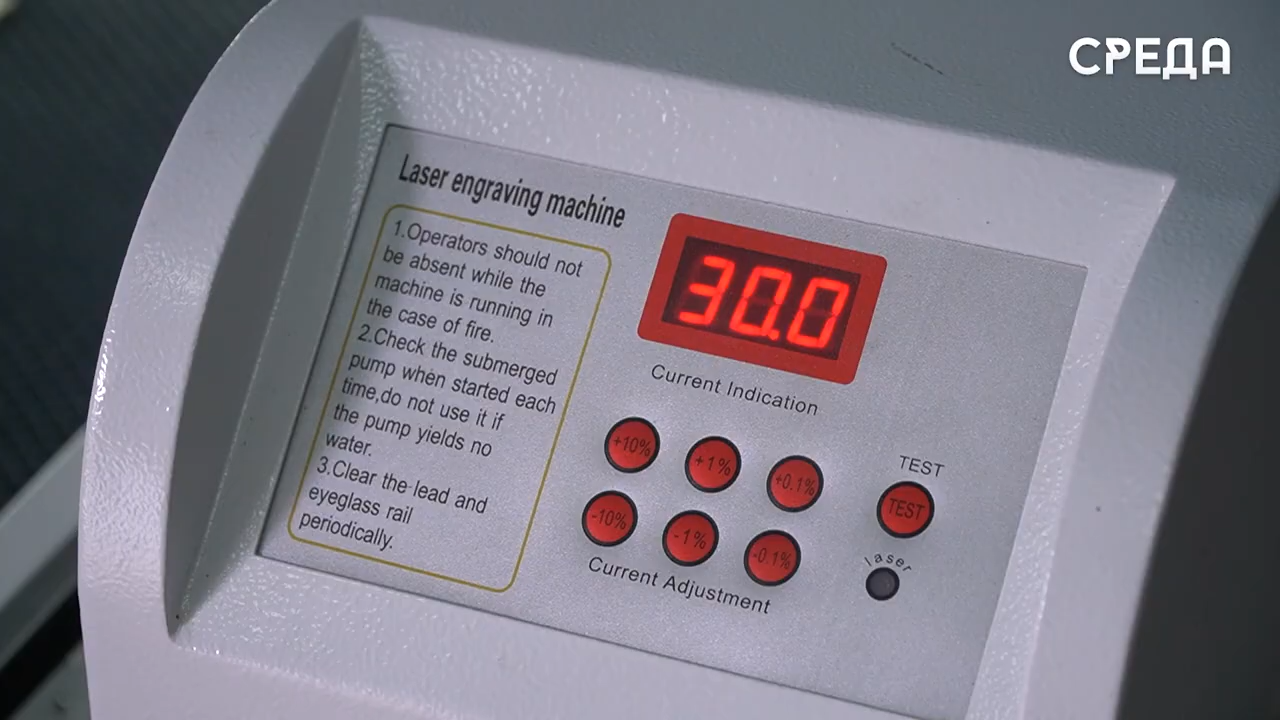 СРЕДА
Laser engraving machine
1.Operators should not
be absent while the
machine is running in
the case of fire.
2.Check the submerged
pump when started each
time,do not use it if
the pump yields no
water.
3.Clear the lead and
eyeglass rail
periodically.
30.0
Current Indication
+10% +1% +0.1%
-10% -1% -0.1%
Current Adjustment
TEST
TEST
laser